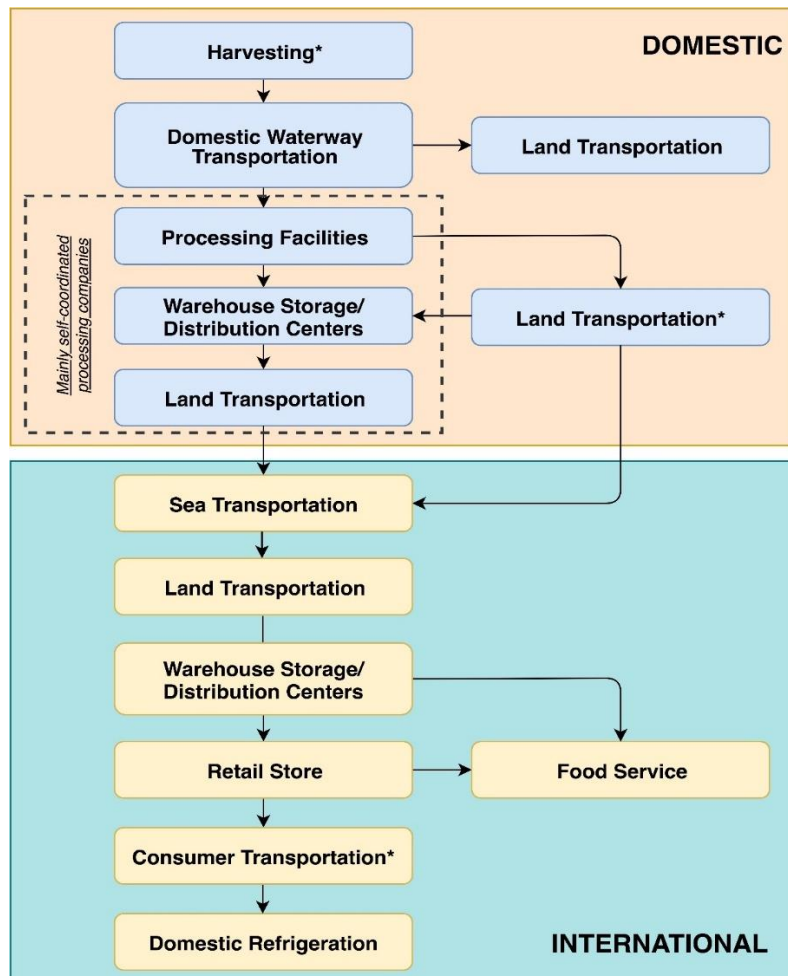 Harvesting*
DOMESTIC
Domestic Waterway
Transportation
Land Transportation
Mainly self-coordinated
processing companies
Processing Facilities
Warehouse Storage/
Distribution Centers
Land Transportation*
Land Transportation
Sea Transportation
Land Transportation
Warehouse Storage/
Distribution Centers
Retail Store
Food Service
Consumer Transportation*
Domestic Refrigeration
INTERNATIONAL